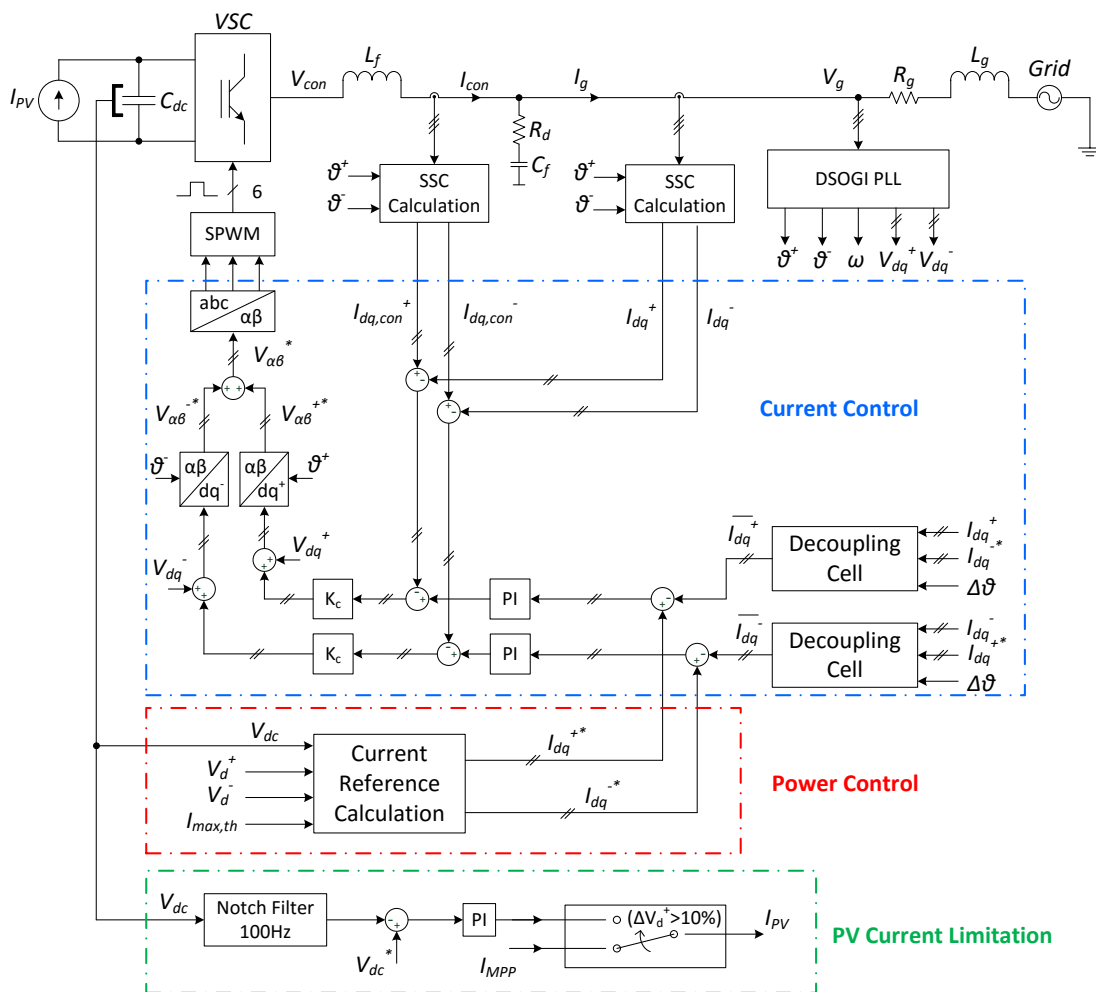 VSC
L_f
V_con
I_con
I_g
V_g
R_g
L_g
Grid
I_PV
C_dc
R_d
C_f
6
ϑ⁺
ϑ⁻
SSC
Calculation
ϑ⁺
ϑ⁻
SSC
Calculation
DSOGI PLL
SPWM
ϑ⁺ ϑ⁻ ω V_dq⁺ V_dq⁻
abc
αβ
I_dq,con⁺
I_dq,con⁻
I_dq⁺
I_dq⁻
V_αβ*
+ +
+ -
+ -
V_αβ⁻*
V_αβ⁺*
Current Control
ϑ⁻
αβ
dq⁻
αβ
dq⁺
ϑ⁺
V_dq⁻
+ +
V_dq⁺
+ +
K_c
- +
PI
+ -
I_dq⁺ (overlined)
Decoupling
Cell
I_dq⁺
I_dq⁻*
Δϑ
K_c
- +
PI
+ -
I_dq⁻ (overlined)
Decoupling
Cell
I_dq⁻
I_dq⁺*
Δϑ
V_dc
V_d⁺
V_d⁻
I_max,th
Current
Reference
Calculation
I_dq⁺*
I_dq⁻*
Power Control
V_dc
Notch Filter
100Hz
- +
V_dc*
PI
I_MPP
(ΔV_d⁺>10%)
I_PV
PV Current Limitation